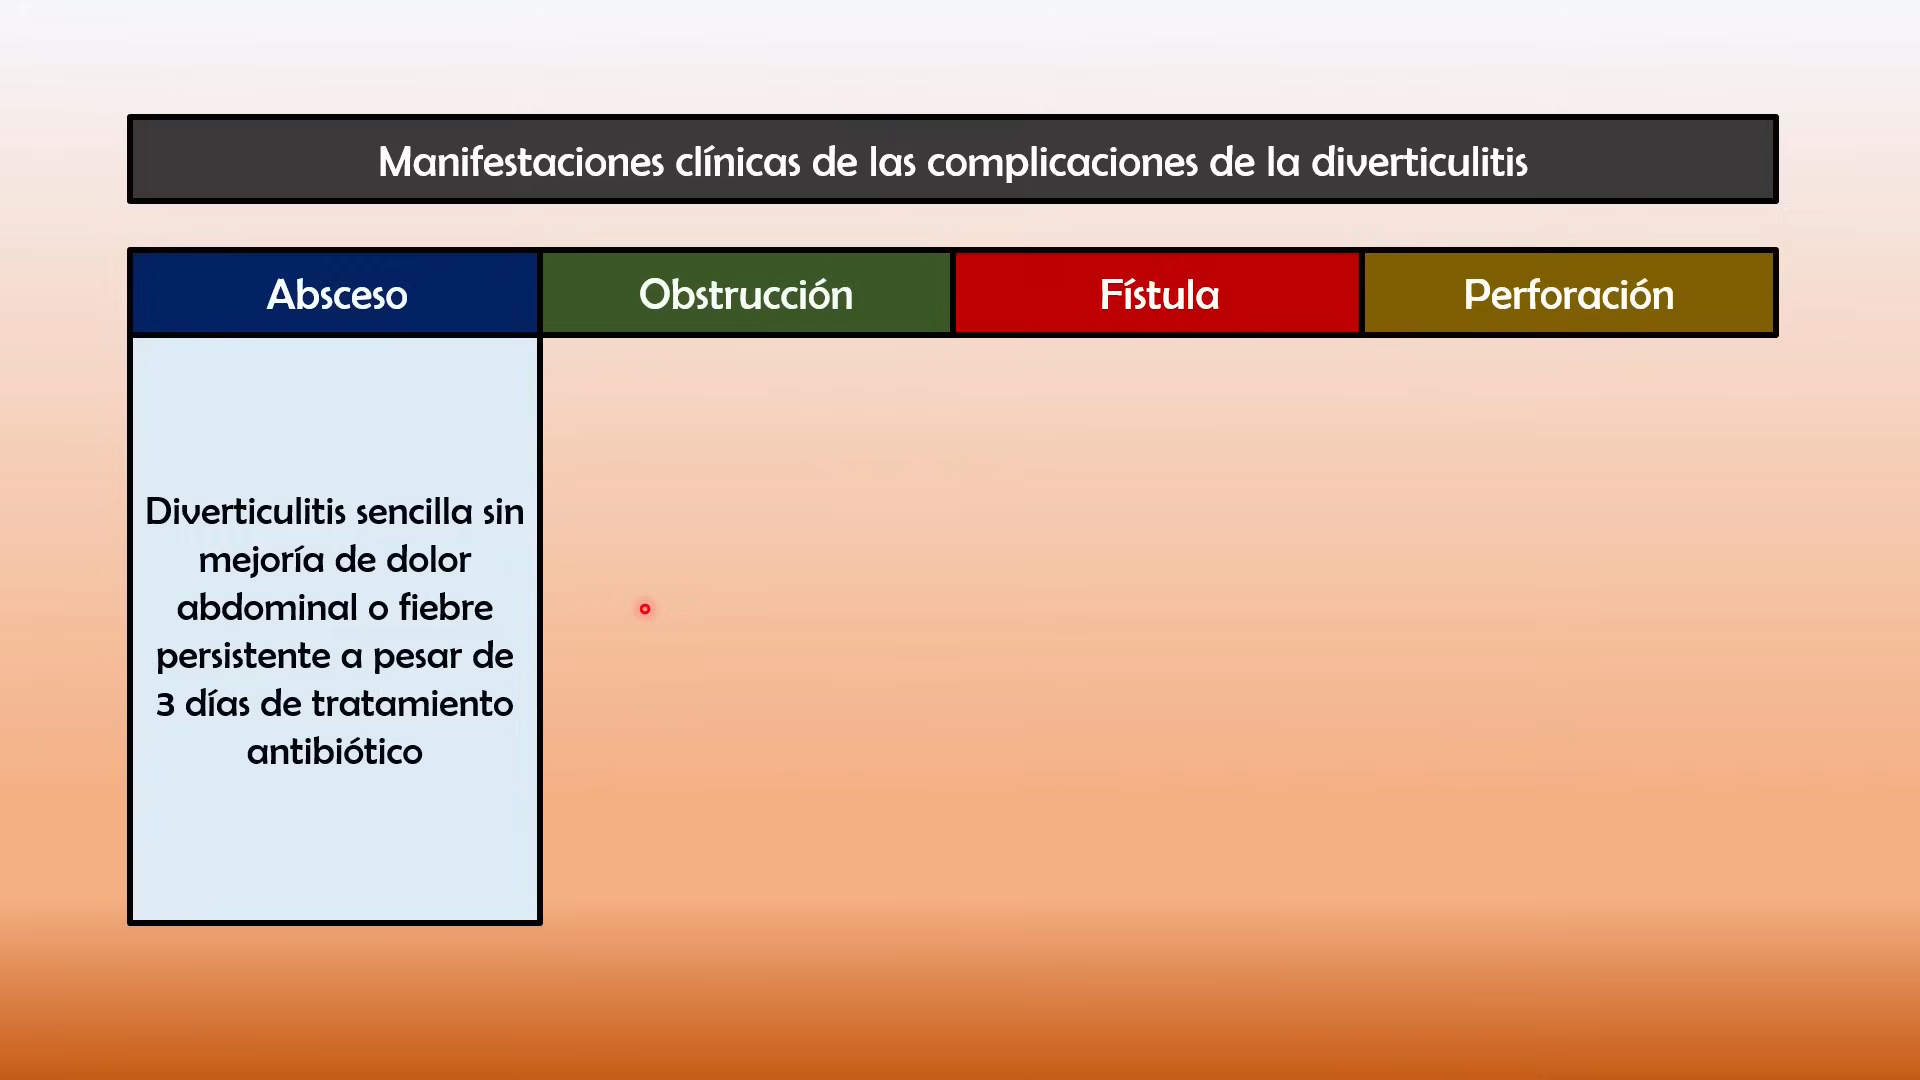 Manifestaciones clínicas de las complicaciones de la diverticulitis
Absceso
Obstrucción
Fístula
Perforación
Diverticulitis sencilla sin
mejoría de dolor
abdominal o fiebre
persistente a pesar de
3 días de tratamiento
antibiótico